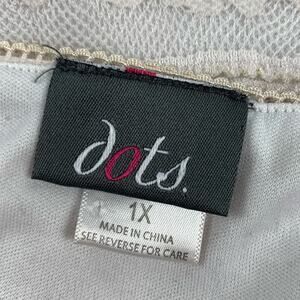 dots.
1X
MADE IN CHINA
SEE REVERSE FOR CARE